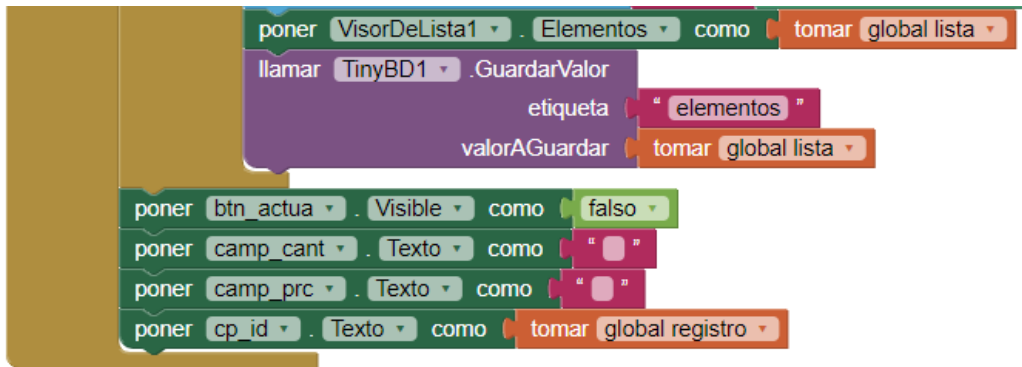 poner VisorDeLista1 . Elementos como tomar global lista
llamar TinyBD1 .GuardarValor
etiqueta " elementos "
valorAGuardar tomar global lista
poner btn_actua . Visible como falso
poner camp_cant . Texto como " "
poner camp_prc . Texto como " "
poner cp_id . Texto como tomar global registro